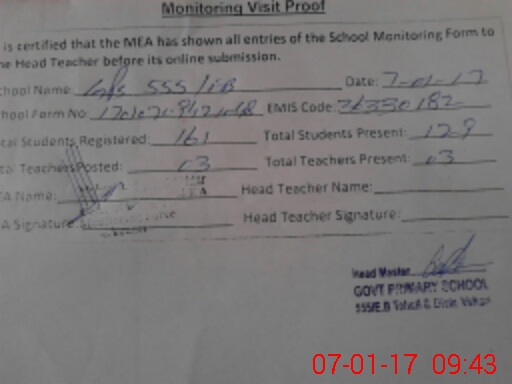 Monitoring Visit Proof
is certified that the MEA has shown all entries of the School Monitoring Form to
he Head Teacher before its online submission.
chool Name: GPS 555/EB Date: 7-01-17
chool Form No: EMIS Code: 36330182
tal Students Registered: 161 Total Students Present: 129
tal Teachers Posted: 03 Total Teachers Present: 03
A Name: Head Teacher Name:
A Signature: Head Teacher Signature:
Head Master
GOVT PRIMARY SCHOOL
555/E.B
07-01-17 09:43